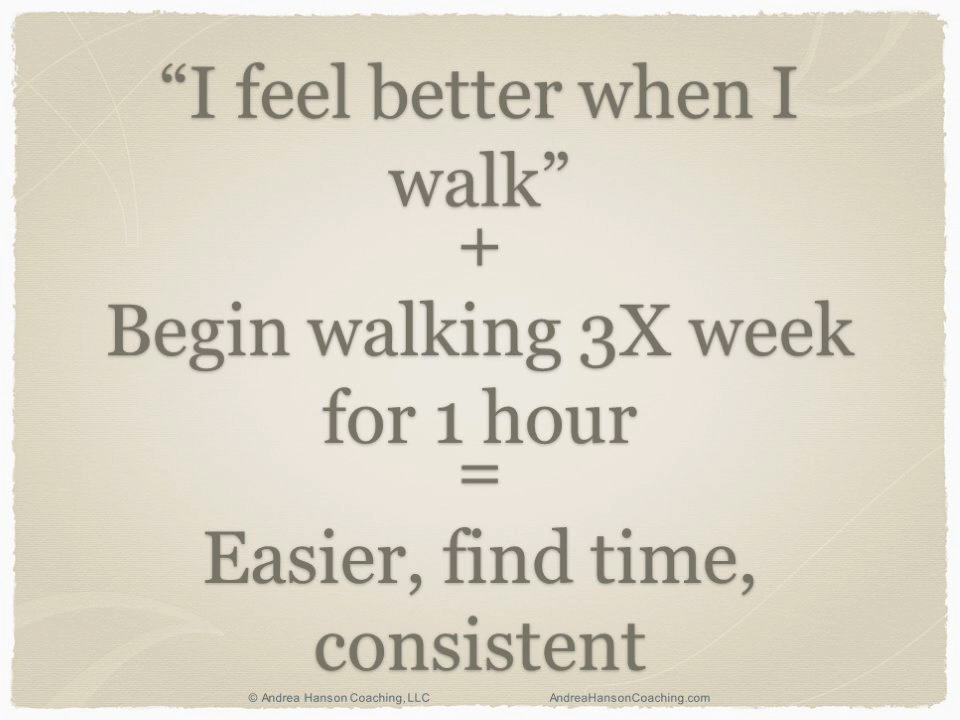 “I feel better when I
walk”
+
Begin walking 3X week
for 1 hour
=
Easier, find time,
consistent
© Andrea Hanson Coaching, LLC AndreaHansonCoaching.com